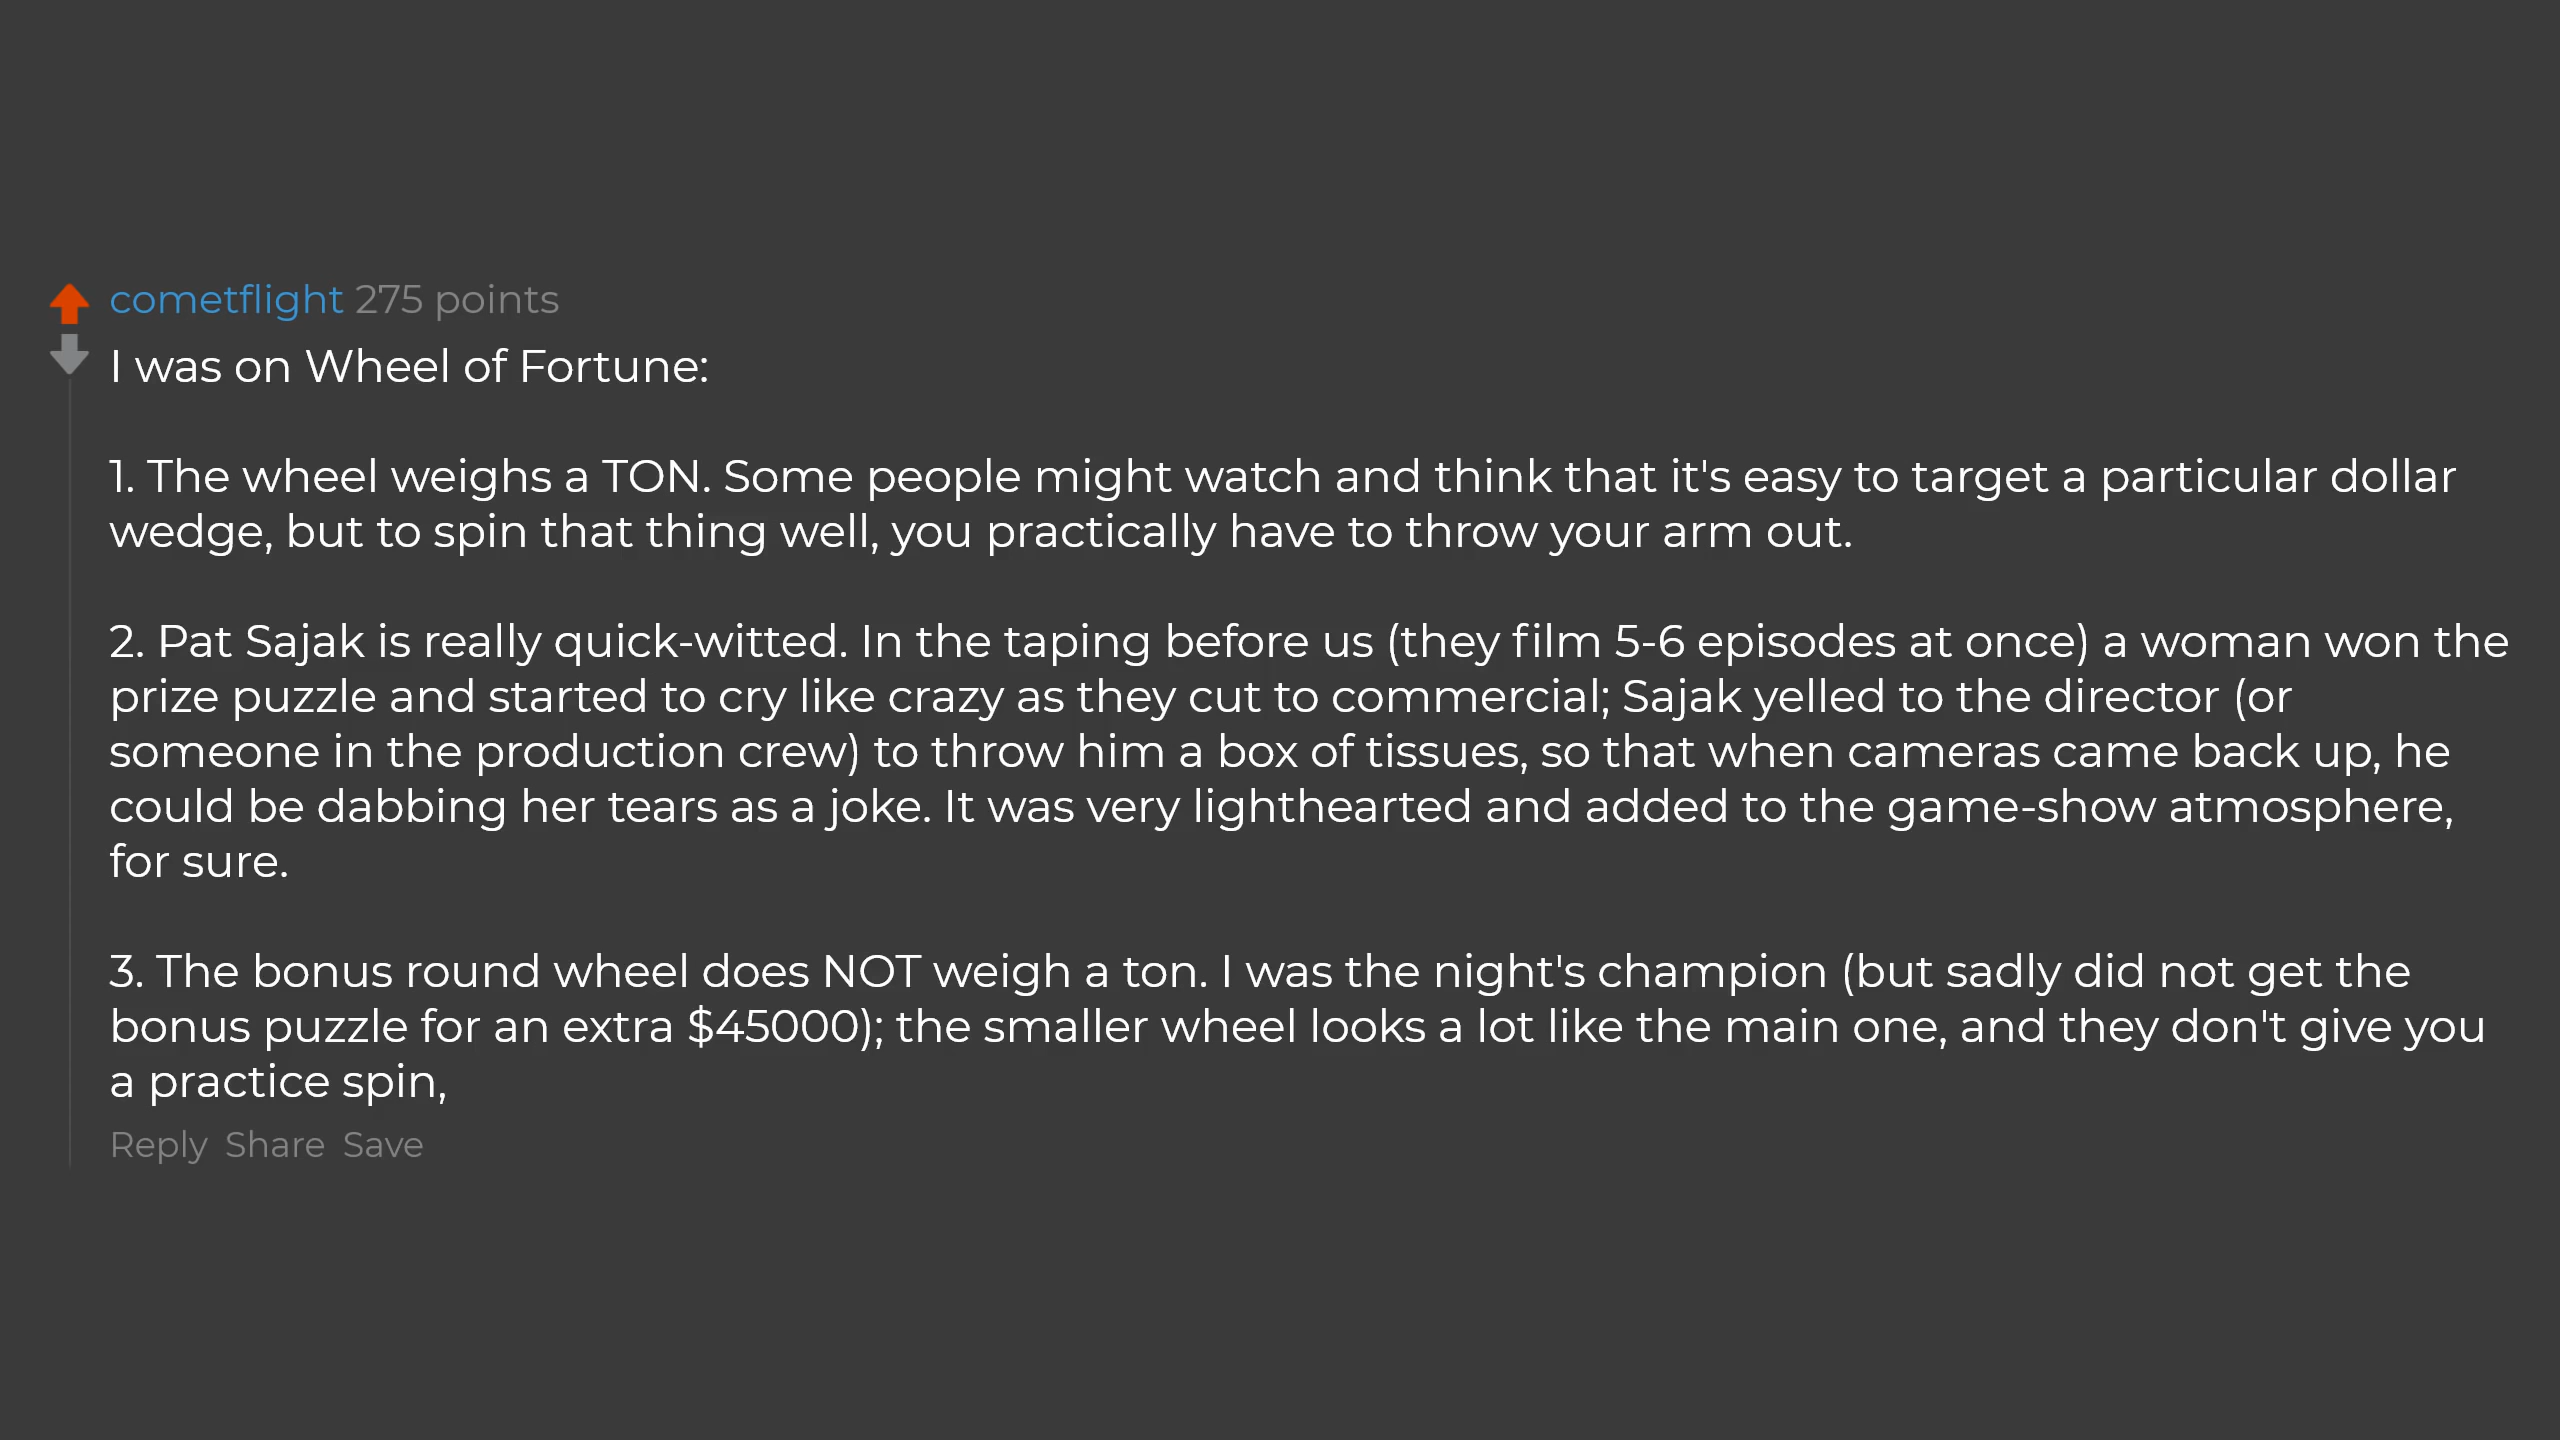 cometflight 275 points
I was on Wheel of Fortune:
1. The wheel weighs a TON. Some people might watch and think that it's easy to target a particular dollar
wedge, but to spin that thing well, you practically have to throw your arm out.
2. Pat Sajak is really quick-witted. In the taping before us (they film 5-6 episodes at once) a woman won the
prize puzzle and started to cry like crazy as they cut to commercial; Sajak yelled to the director (or
someone in the production crew) to throw him a box of tissues, so that when cameras came back up, he
could be dabbing her tears as a joke. It was very lighthearted and added to the game-show atmosphere,
for sure.
3. The bonus round wheel does NOT weigh a ton. I was the night's champion (but sadly did not get the
bonus puzzle for an extra $45000); the smaller wheel looks a lot like the main one, and they don't give you
a practice spin,
Reply Share Save